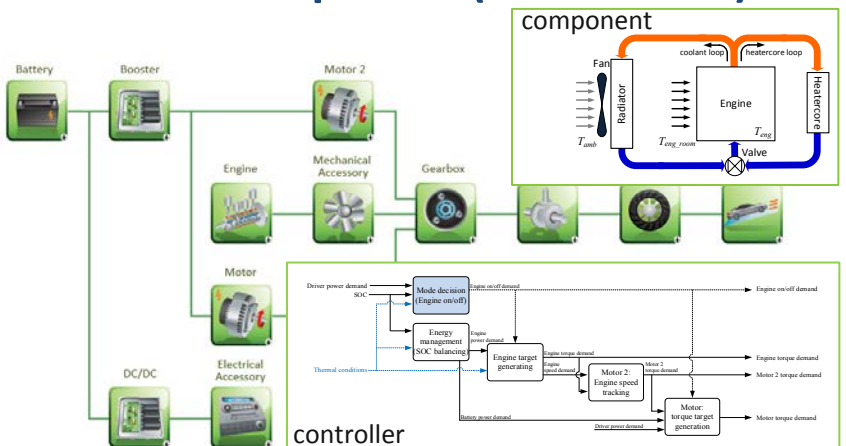 component
Fan
coolant loop
heatercore loop
Radiator
Engine
Heatercore
T_amb
T_eng_room
T_eng
Valve
Battery
Booster
Motor 2
Engine
Mechanical
Accessory
Gearbox
Motor
DC/DC
Electrical
Accessory
Driver power demand
SOC
Thermal conditions
Mode decision
(Engine on/off)
Engine on/off demand
Engine on/off demand
Energy
management
(SOC balancing)
Engine
power demand
Engine target
generating
Engine torque demand
Engine torque demand
Engine
speed demand
Motor 2:
Engine speed
tracking
Motor 2
torque demand
Motor 2 torque demand
Battery power demand
Driver power demand
Motor:
torque target
generation
Motor torque demand
controller